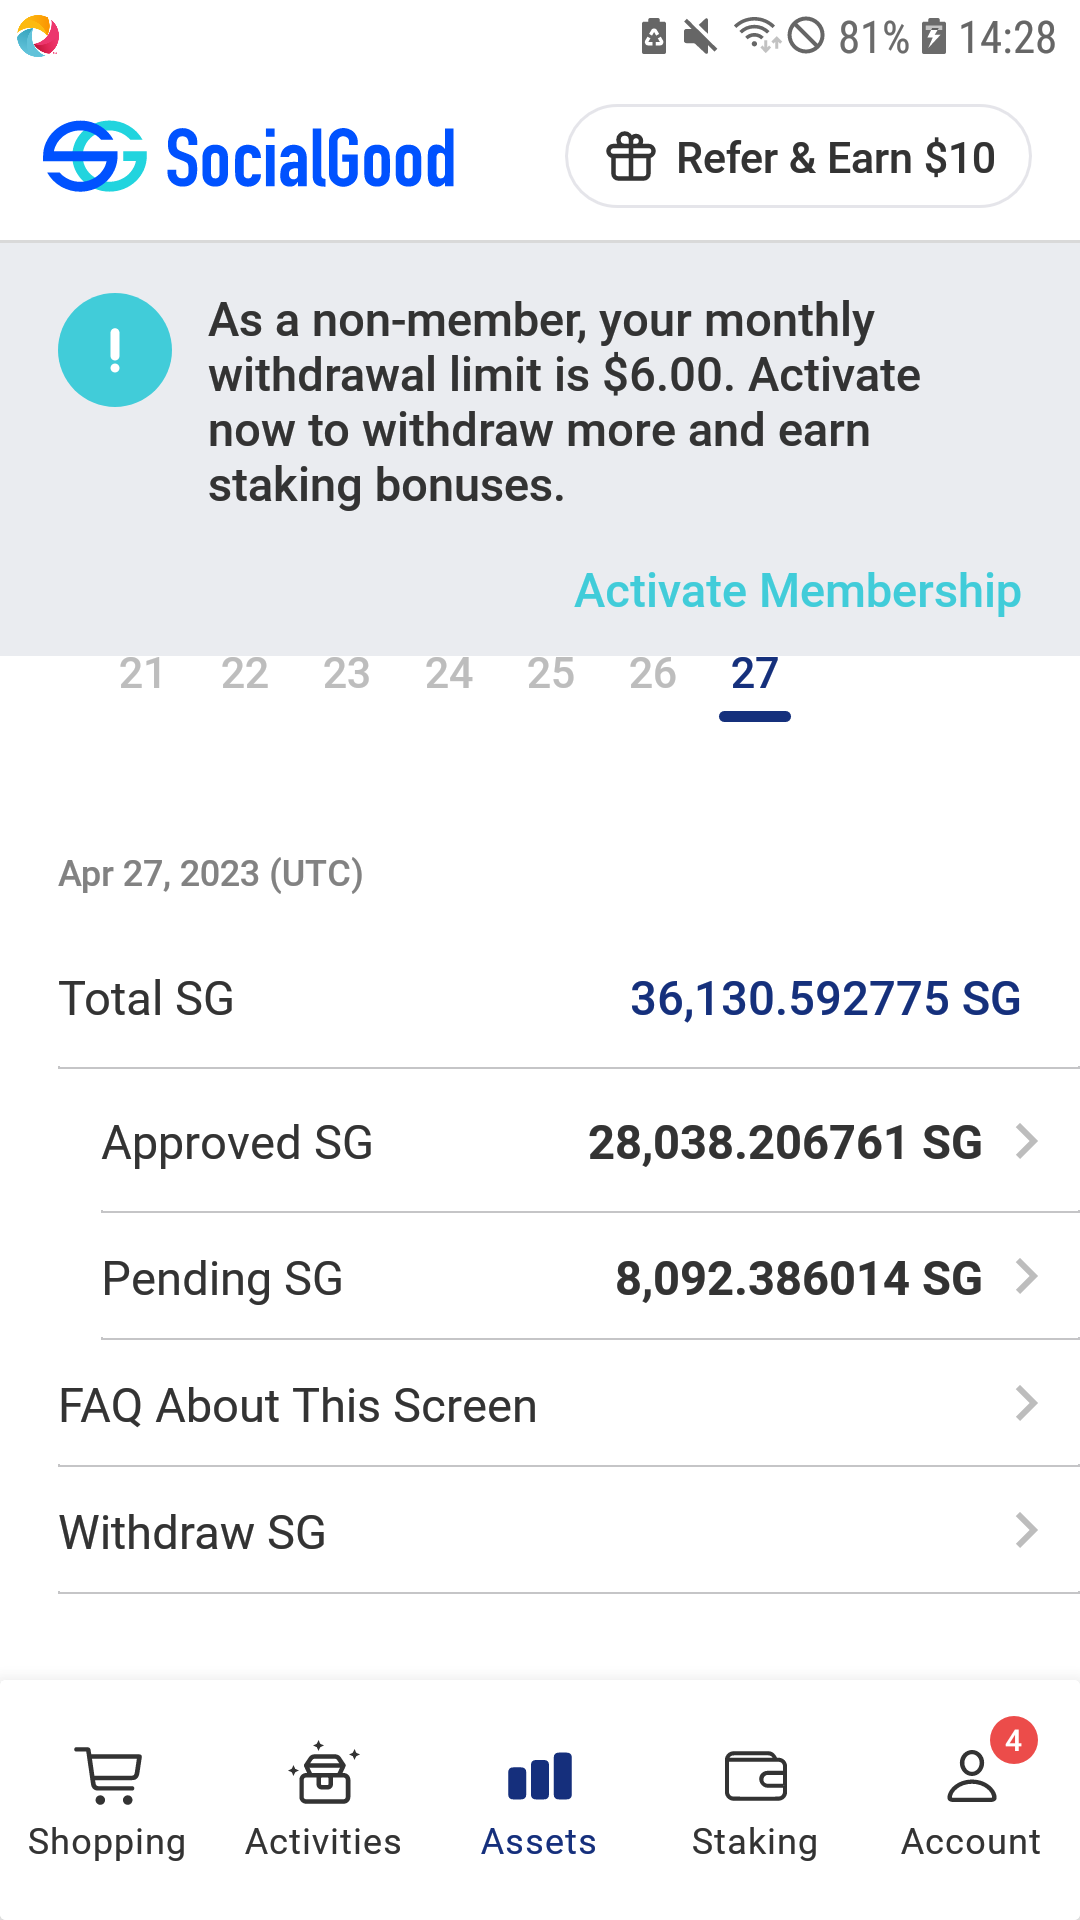 81% 14:28
SG SocialGood
Refer & Earn $10
As a non-member, your monthly
withdrawal limit is $6.00. Activate
now to withdraw more and earn
staking bonuses.
Activate Membership
21 22 23 24 25 26 27
Apr 27, 2023 (UTC)
Total SG 36,130.592775 SG
Approved SG 28,038.206761 SG
Pending SG 8,092.386014 SG
FAQ About This Screen
Withdraw SG
4
Shopping Activities Assets Staking Account